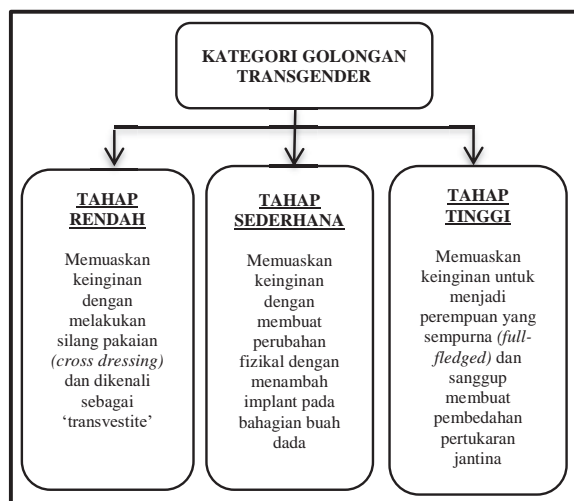 KATEGORI GOLONGAN
TRANSGENDER
TAHAP
RENDAH
Memuaskan
keinginan
dengan
melakukan
silang pakaian
(cross dressing)
dan dikenali
sebagai
‘transvestite’
TAHAP
SEDERHANA
Memuaskan
keinginan
dengan
membuat
perubahan
fizikal dengan
menambah
implant pada
bahagian buah
dada
TAHAP
TINGGI
Memuaskan
keinginan untuk
menjadi
perempuan yang
sempurna (full-
fledged) dan
sanggup
membuat
pembedahan
pertukaran
jantina